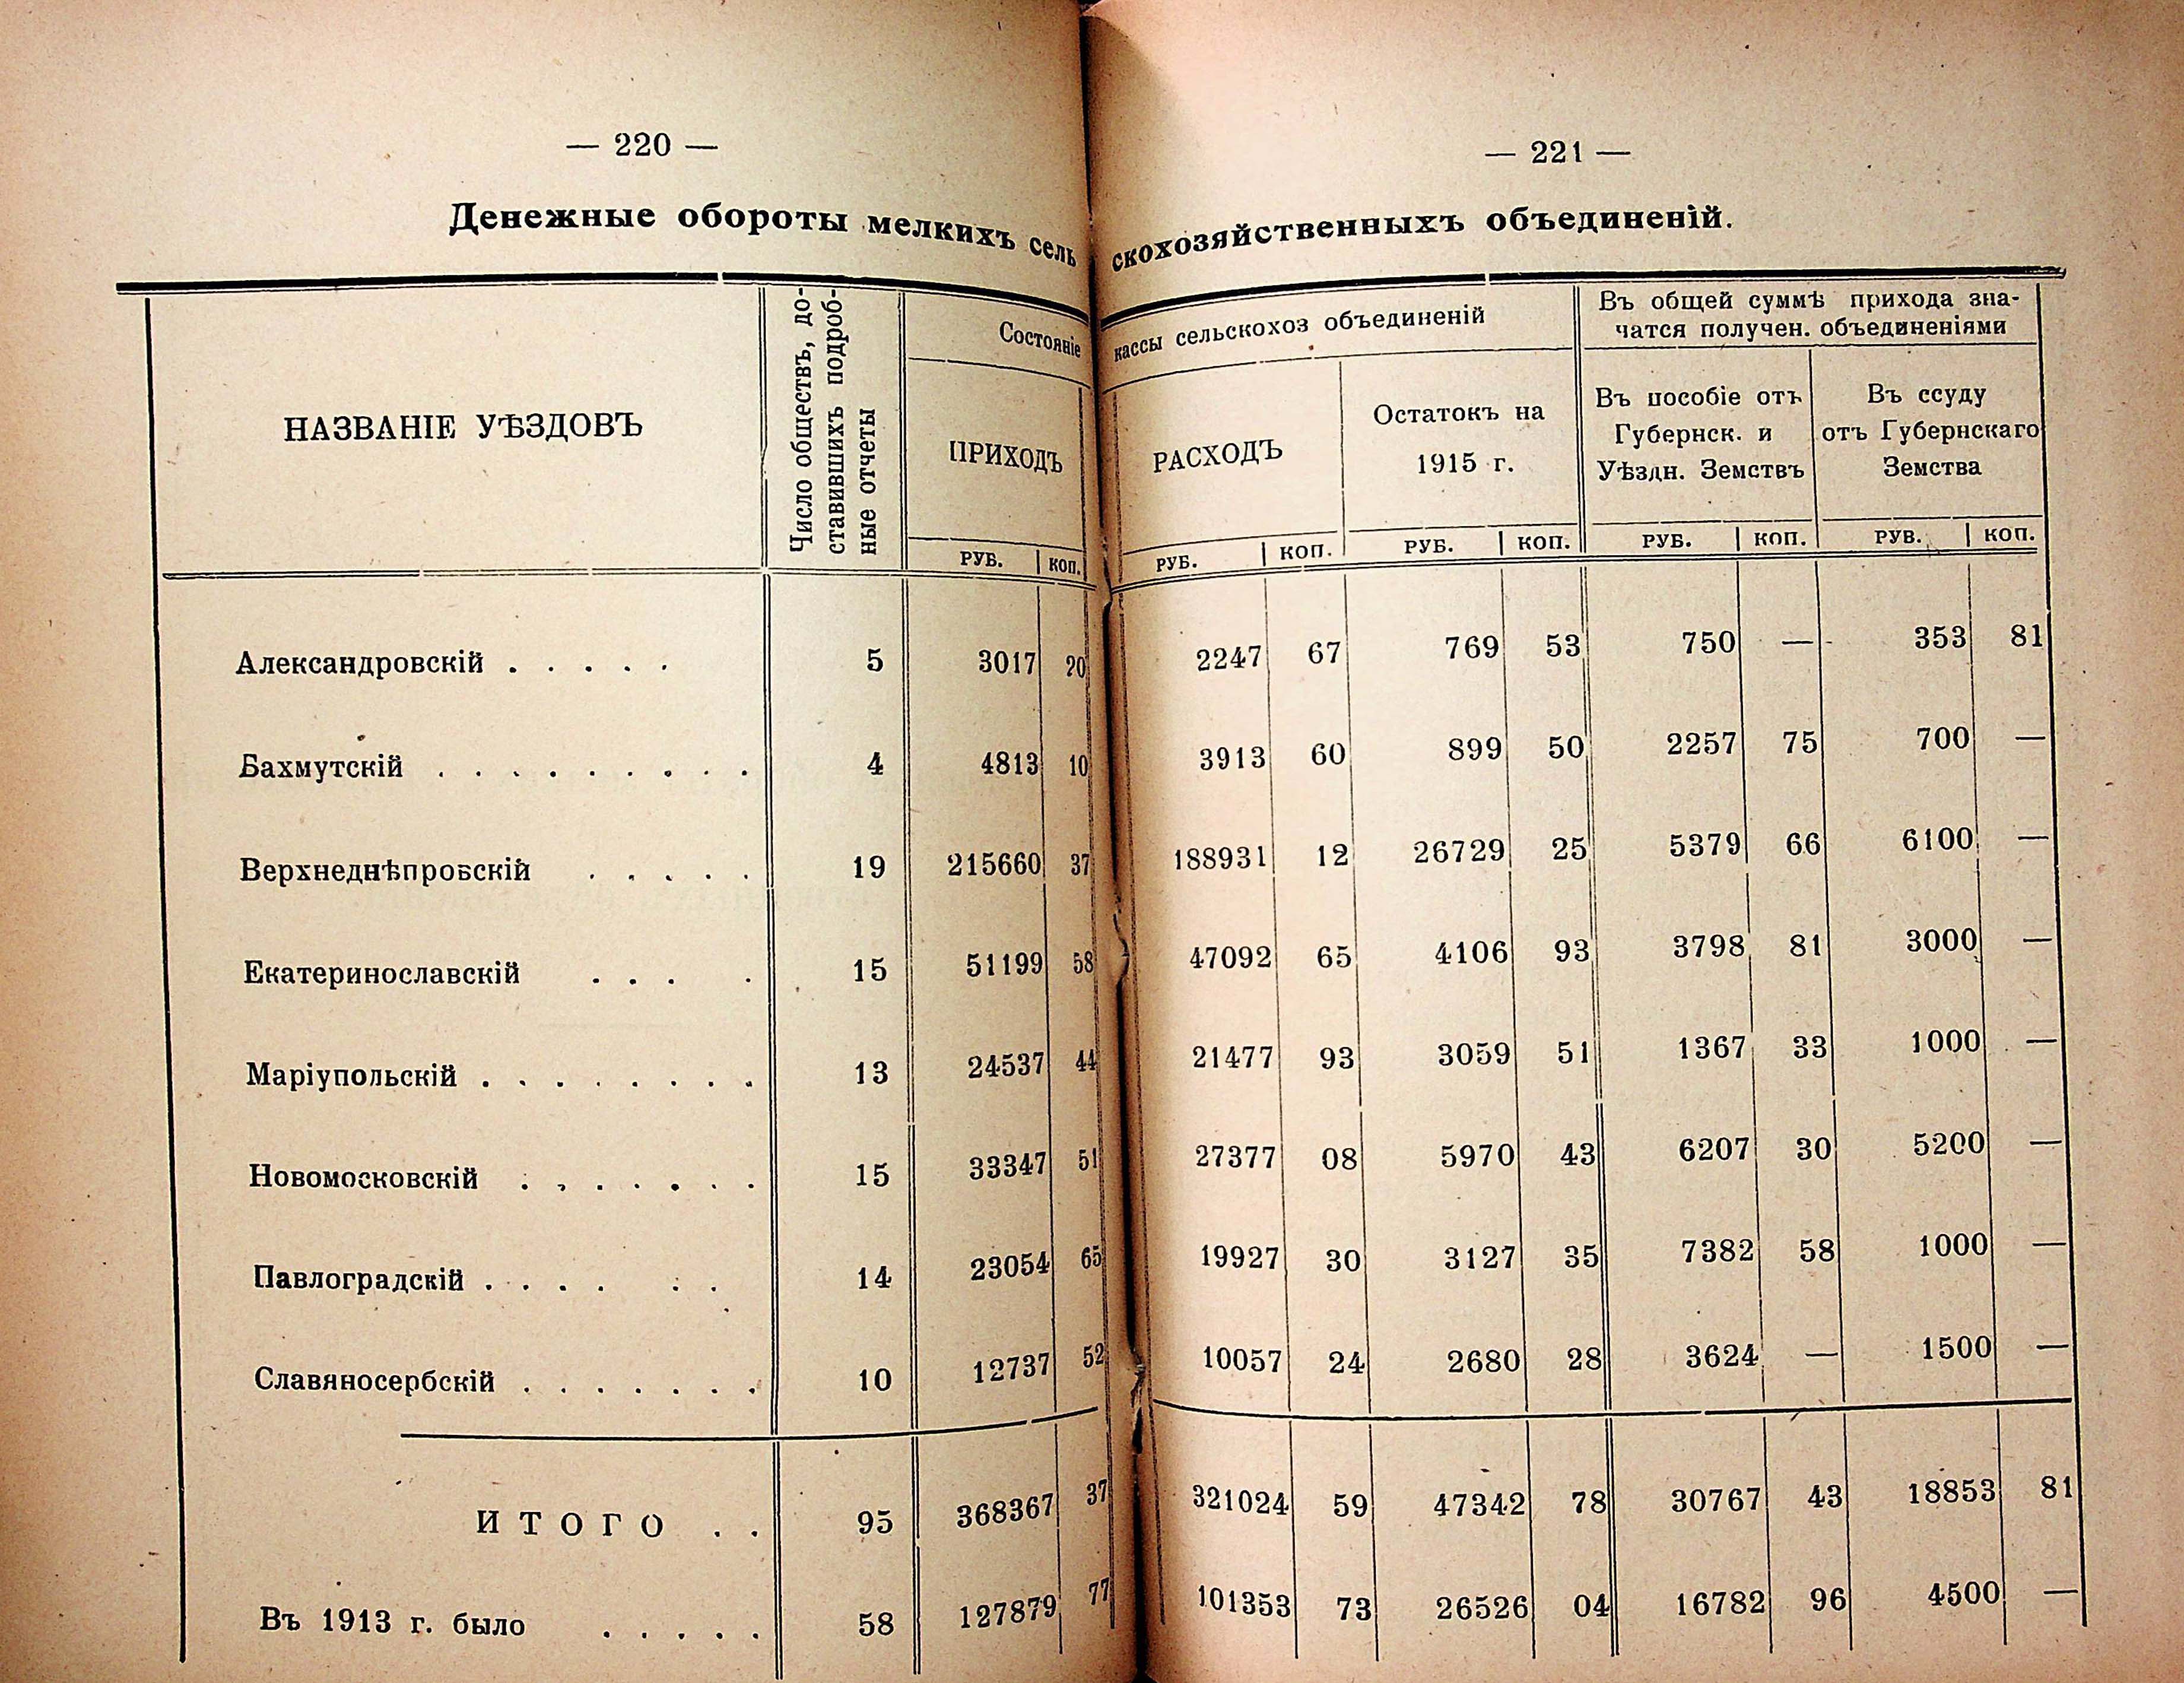 — 220 —
— 221 —
Денежные обороты мелкихъ сельскохозяйственныхъ объединеній.
НАЗВАНІЕ УѢЗДОВЪ
Число обществъ, до-
ставившихъ подроб-
ные отчеты
Состояніе кассы сельскохоз объединеній
ПРИХОДЪ
РАСХОДЪ
Остатокъ на
1915 г.
Въ общей суммѣ прихода зна-
чатся получен. объединеніями
Въ пособіе отъ
Губернск. и
Уѣздн. Земствъ
Въ ссуду
отъ Губернскаго
Земства
РУБ. КОП. РУБ. КОП. РУБ. КОП. РУБ. КОП. РУВ. КОП.
Александровскій . . . . . 5 3017 20 2247 67 769 53 750 — 353 81
Бахмутскій . . . . . . . . . 4 4813 10 3913 60 899 50 2257 75 700 —
Верхнеднѣпровскій . . . . . 19 215660 37 188931 12 26729 25 5379 66 6100 —
Екатеринославскій . . . . 15 51199 58 47092 65 4106 93 3798 81 3000 —
Маріупольскій . . . . . . . . 13 24537 44 21477 93 3059 51 1367 33 1000 —
Новомосковскій . . . . . . . 15 33347 51 27377 08 5970 43 6207 30 5200 —
Павлоградскій . . . . . . 14 23054 65 19927 30 3127 35 7382 58 1000 —
Славяносербскій . . . . . . . 10 12737 52 10057 24 2680 28 3624 — 1500 —
ИТОГО . . 95 368367 37 321024 59 47342 78 30767 43 18853 81
Въ 1913 г. было . . . . . 58 127879 77 101353 73 26526 04 16782 96 4500 —